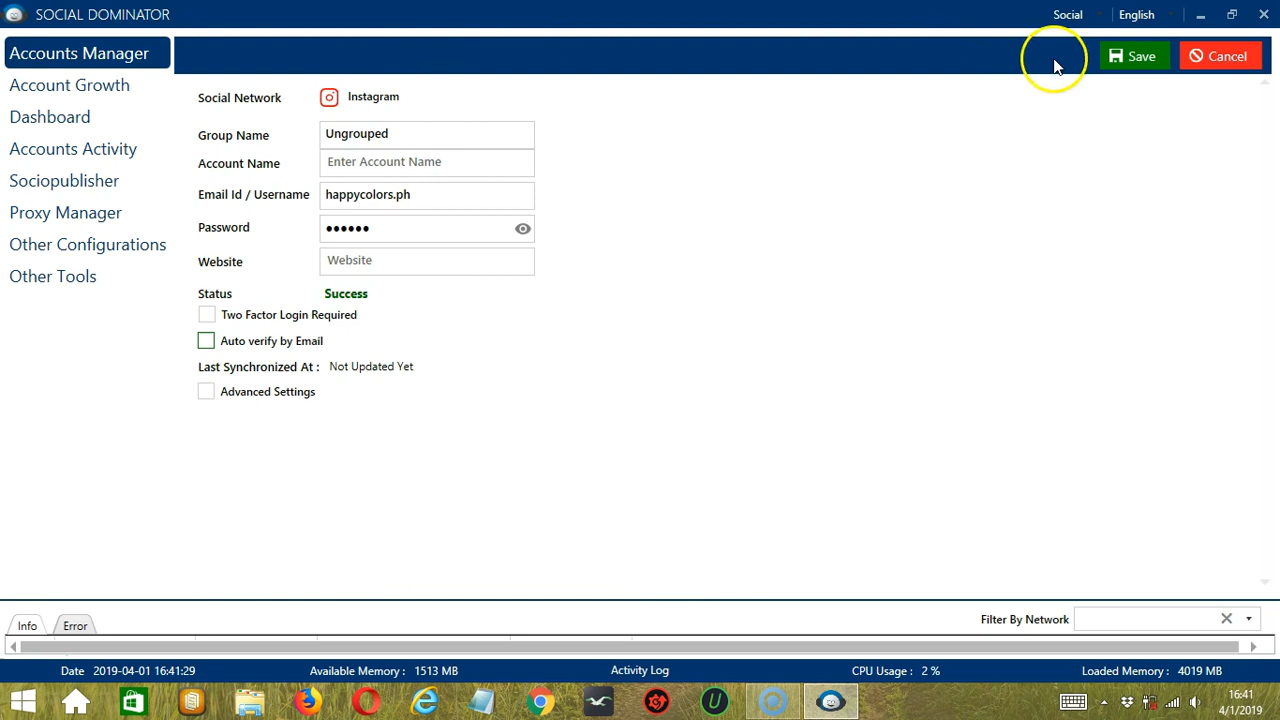 SOCIAL DOMINATOR
Social
English
Accounts Manager
Save
Cancel
Account Growth
Dashboard
Accounts Activity
Sociopublisher
Proxy Manager
Other Configurations
Other Tools
Social Network
Instagram
Group Name
Ungrouped
Account Name
Enter Account Name
Email Id / Username
happycolors.ph
Password
••••••
Website
Website
Status
Success
Two Factor Login Required
Auto verify by Email
Last Synchronized At :
Not Updated Yet
Advanced Settings
Info
Error
Filter By Network
Date 2019-04-01 16:41:29
Available Memory : 1513 MB
Activity Log
CPU Usage : 2 %
Loaded Memory : 4019 MB
16:41
4/1/2019